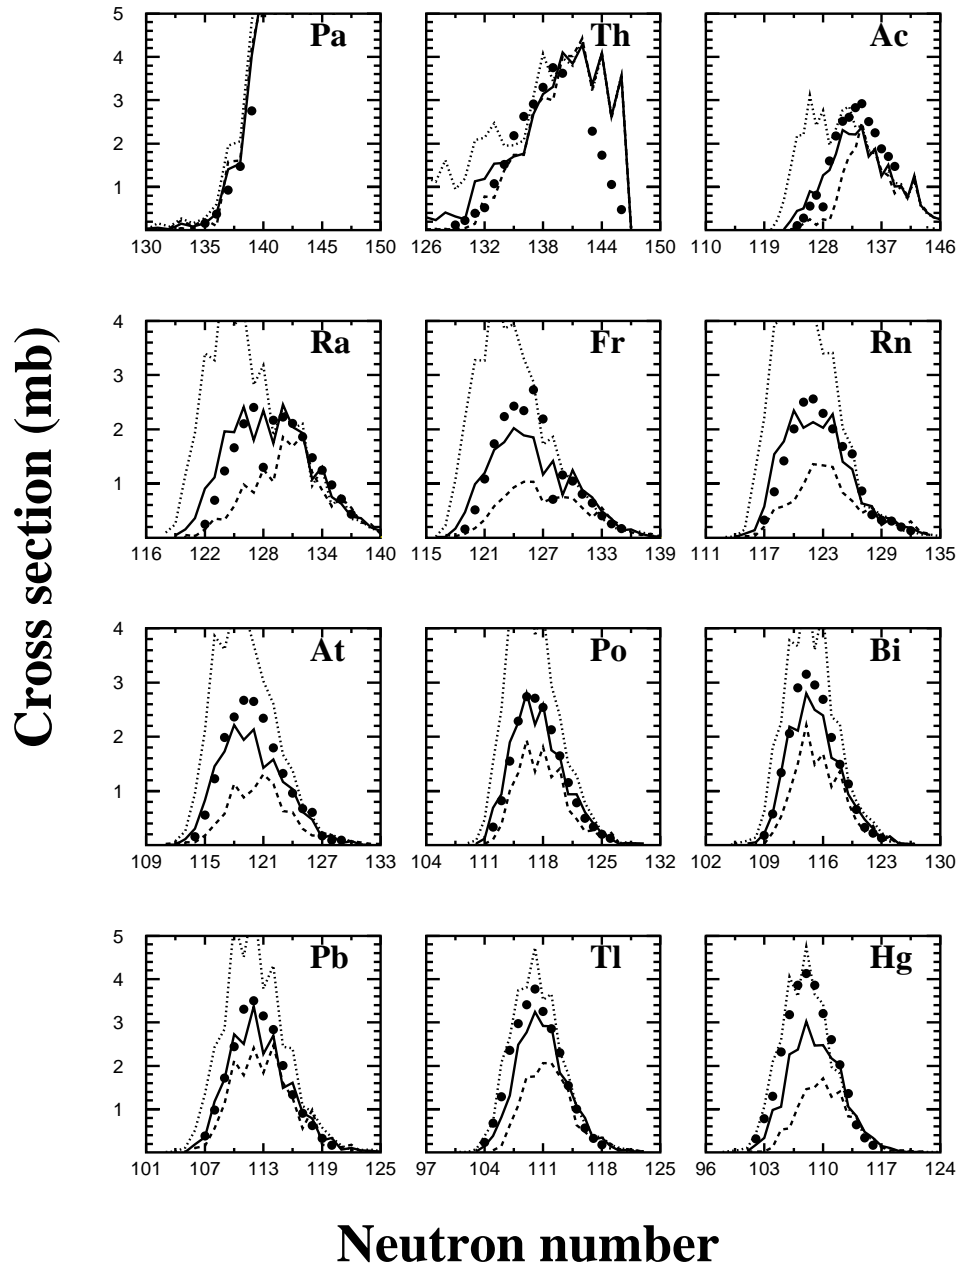 5 Pa Th Ac
4
3
2
1
130 135 140 145 150 126 132 138 144 150 110 119 128 137 146
4 Ra Fr Rn
3
2
1
116 122 128 134 140 115 121 127 133 139 111 117 123 129 135
4 At Po Bi
3
2
1
109 115 121 127 133 104 111 118 125 132 102 109 116 123 130
5 Pb Tl Hg
4
3
2
1
101 107 113 119 125 97 104 111 118 125 96 103 110 117 124
Cross section (mb)
Neutron number